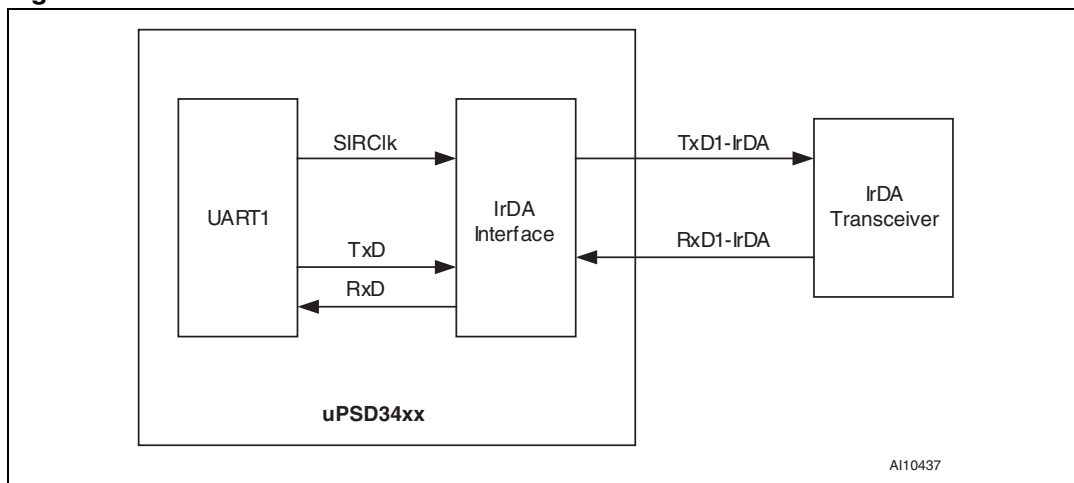 SIRClk
TxD1-IrDA
UART1
IrDA
Interface
IrDA
Transceiver
TxD
RxD1-IrDA
RxD
uPSD34xx
AI10437